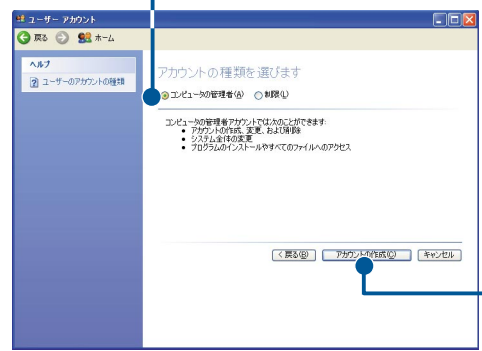 ユーザー アカウント
戻る ホーム
ヘルプ
ユーザーのアカウントの種類
アカウントの種類を選びます
コンピュータの管理者(A) 制限(L)
コンピュータの管理者アカウントでは次のことができます:
• アカウントの作成、変更、および削除
• システム全体の変更
• プログラムのインストールやすべてのファイルへのアクセス
< 戻る(B) アカウントの作成(C) キャンセル